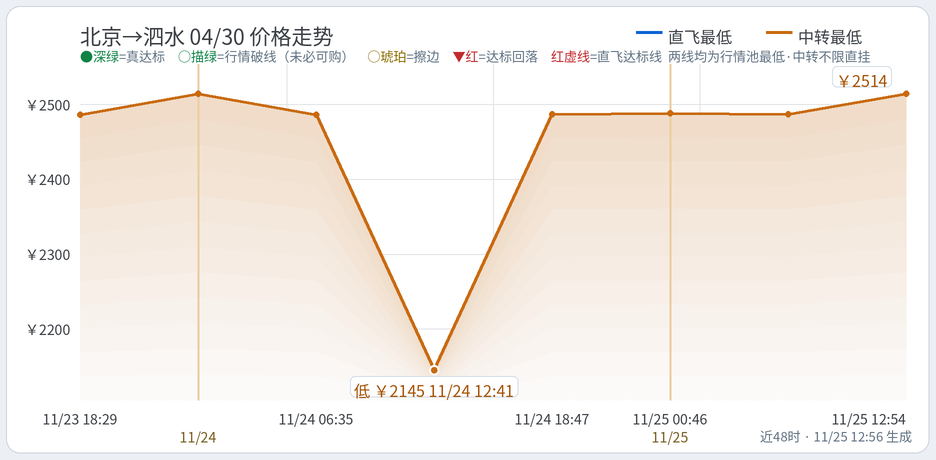 北京→泗水 04/30 价格走势
直飞最低 中转最低
●深绿=真达标 ○描绿=行情破线（未必可购） ○琥珀=擦边 ▼红=达标回落 红虚线=直飞达标线 两线均为行情池最低·中转不限直挂
￥2514
￥2500
￥2400
￥2300
￥2200
低 ￥2145 11/24 12:41
11/23 18:29 11/24 06:35 11/24 18:47 11/25 00:46 11/25 12:54
11/24 11/25 近48时 · 11/25 12:56 生成